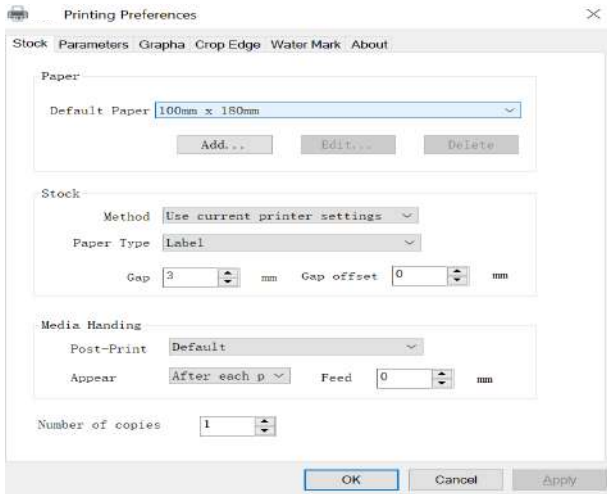 Printing Preferences
Stock Parameters Grapha Crop Edge Water Mark About
Paper
Default Paper 100mm x 180mm
Add... Edit... Delete
Stock
Method Use current printer settings
Paper Type Label
Gap 3 mm Gap offset 0 mm
Media Handing
Post-Print Default
Appear After each p Feed 0 mm
Number of copies 1
OK Cancel Apply